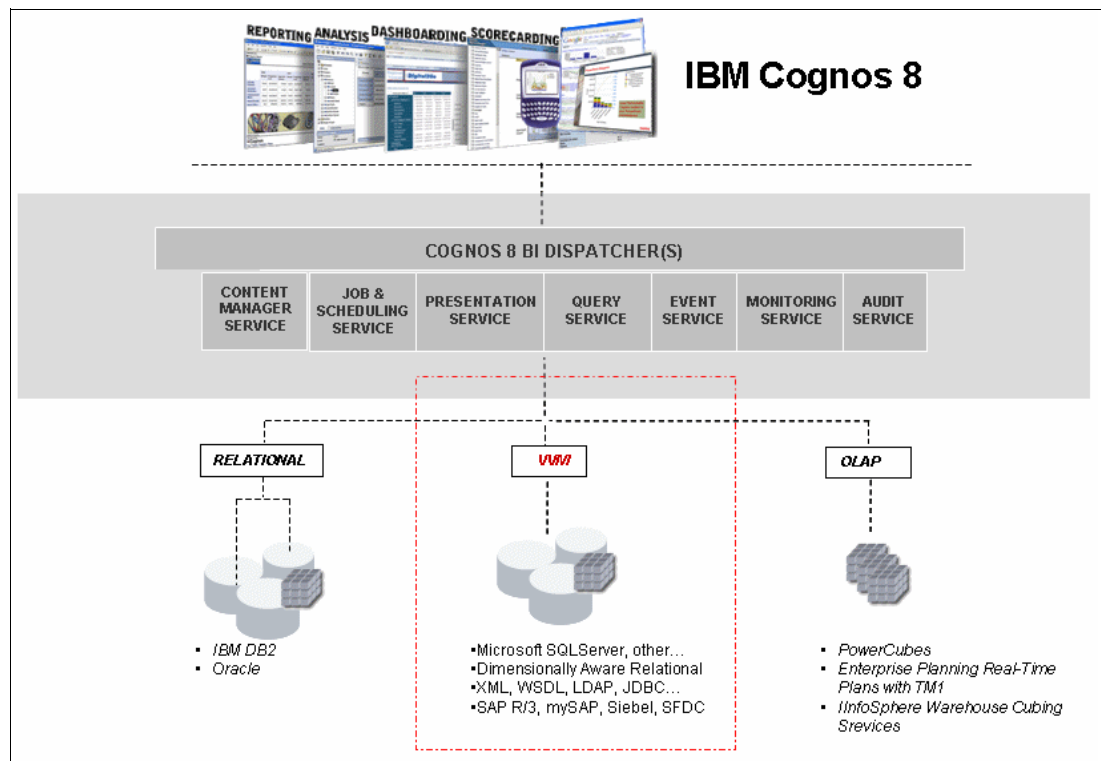 REPORTING ANALYSIS DASHBOARDING SCORECARDING
IBM Cognos 8
COGNOS 8 BI DISPATCHER(S)
CONTENT
MANAGER
SERVICE
JOB &
SCHEDULING
SERVICE
PRESENTATION
SERVICE
QUERY
SERVICE
EVENT
SERVICE
MONITORING
SERVICE
AUDIT
SERVICE
RELATIONAL
VVM
OLAP
▪ IBM DB2
▪ Oracle
▪Microsoft SQLServer, other…
▪Dimensionally Aware Relational
▪XML, WSDL, LDAP, JDBC…
▪SAP R/3, mySAP, Siebel, SFDC
▪ PowerCubes
▪ Enterprise Planning Real-Time
Plans with TM1
▪ IInfoSphere Warehouse Cubing
Srevices